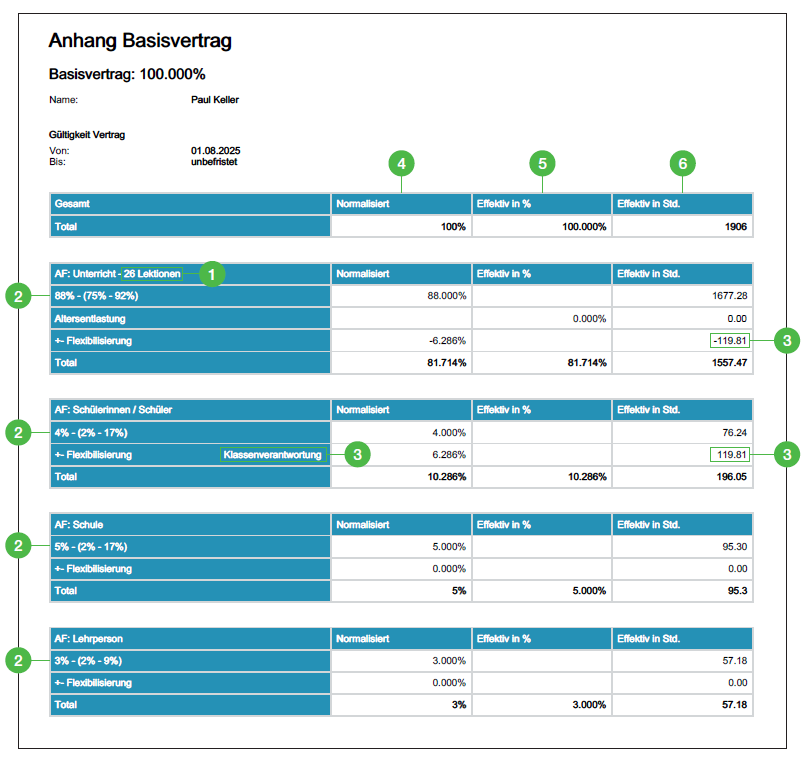 Anhang Basisvertrag
Basisvertrag: 100.000%
Name: Paul Keller
Gültigkeit Vertrag
Von: 01.08.2025
Bis: unbefristet
4 5 6
Gesamt Normalisiert Effektiv in % Effektiv in Std.
Total 100% 100.000% 1906
AF: Unterricht - 26 Lektionen 1 Normalisiert Effektiv in % Effektiv in Std.
2 88% - (75% - 92%) 88.000% 1677.28
Altersentlastung 0.000% 0.00
+- Flexibilisierung -6.286% -119.81 3
Total 81.714% 81.714% 1557.47
AF: Schülerinnen / Schüler Normalisiert Effektiv in % Effektiv in Std.
2 4% - (2% - 17%) 4.000% 76.24
+- Flexibilisierung Klassenverantwortung 3 6.286% 119.81 3
Total 10.286% 10.286% 196.05
AF: Schule Normalisiert Effektiv in % Effektiv in Std.
2 5% - (2% - 17%) 5.000% 95.30
+- Flexibilisierung 0.000% 0.00
Total 5% 5.000% 95.3
AF: Lehrperson Normalisiert Effektiv in % Effektiv in Std.
2 3% - (2% - 9%) 3.000% 57.18
+- Flexibilisierung 0.000% 0.00
Total 3% 3.000% 57.18